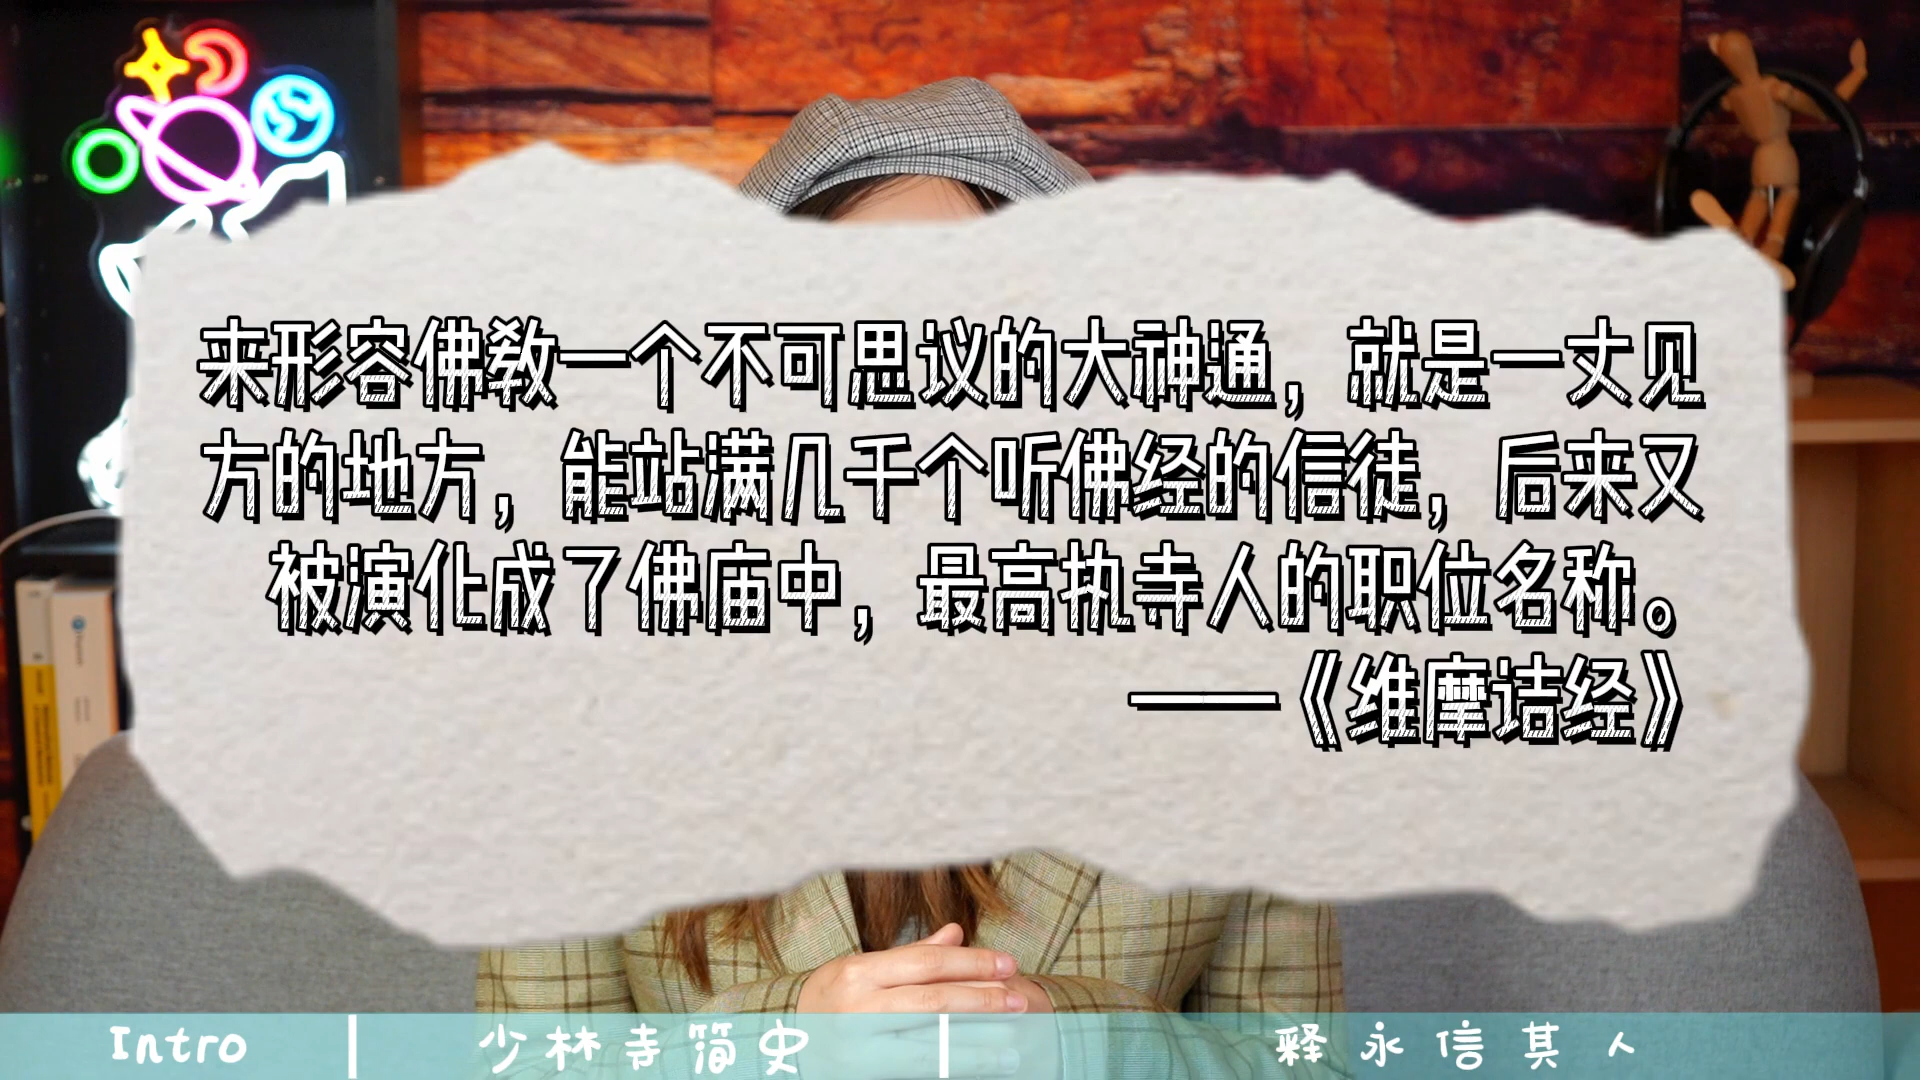 来形容佛教一个不可思议的大神通，就是一丈见
方的地方，能站满几千个听佛经的信徒，后来又
被演化成了佛庙中，最高执寺人的职位名称。
——《维摩诘经》
Intro
少林寺简史
释永信其人